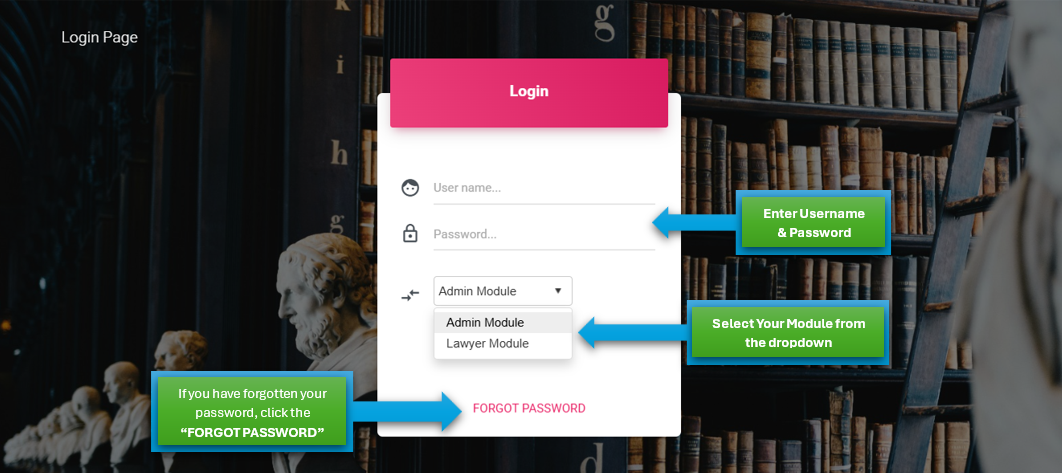 Login Page
Login
User name...
Password...
Enter Username
& Password
Admin Module
Admin Module
Lawyer Module
Select Your Module from
the dropdown
If you have forgotten your
password, click the
“FORGOT PASSWORD”
FORGOT PASSWORD
k
i
n
g
h
g
d